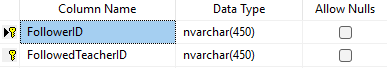 Column Name Data Type Allow Nulls
FollowerID nvarchar(450)
FollowedTeacherID nvarchar(450)